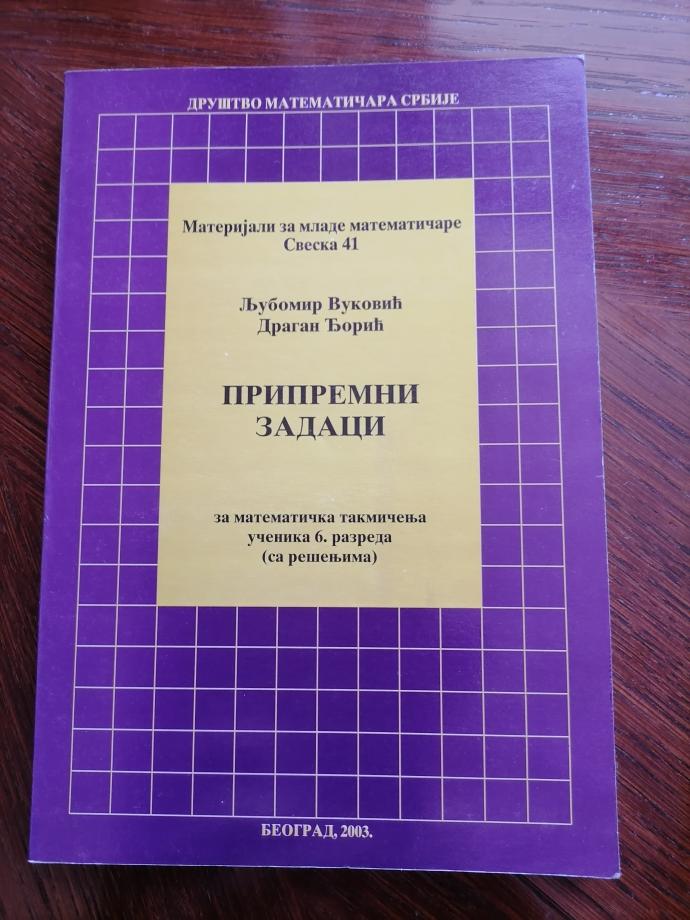 ДРУШТВО МАТЕМАТИЧАРА СРБИЈЕ
Материјали за младе математичаре
Свеска 41
Љубомир Вуковић
Драган Ђорић
ПРИПРЕМНИ
ЗАДАЦИ
за математичка такмичења
ученика 6. разреда
(са решењима)
БЕОГРАД, 2003.